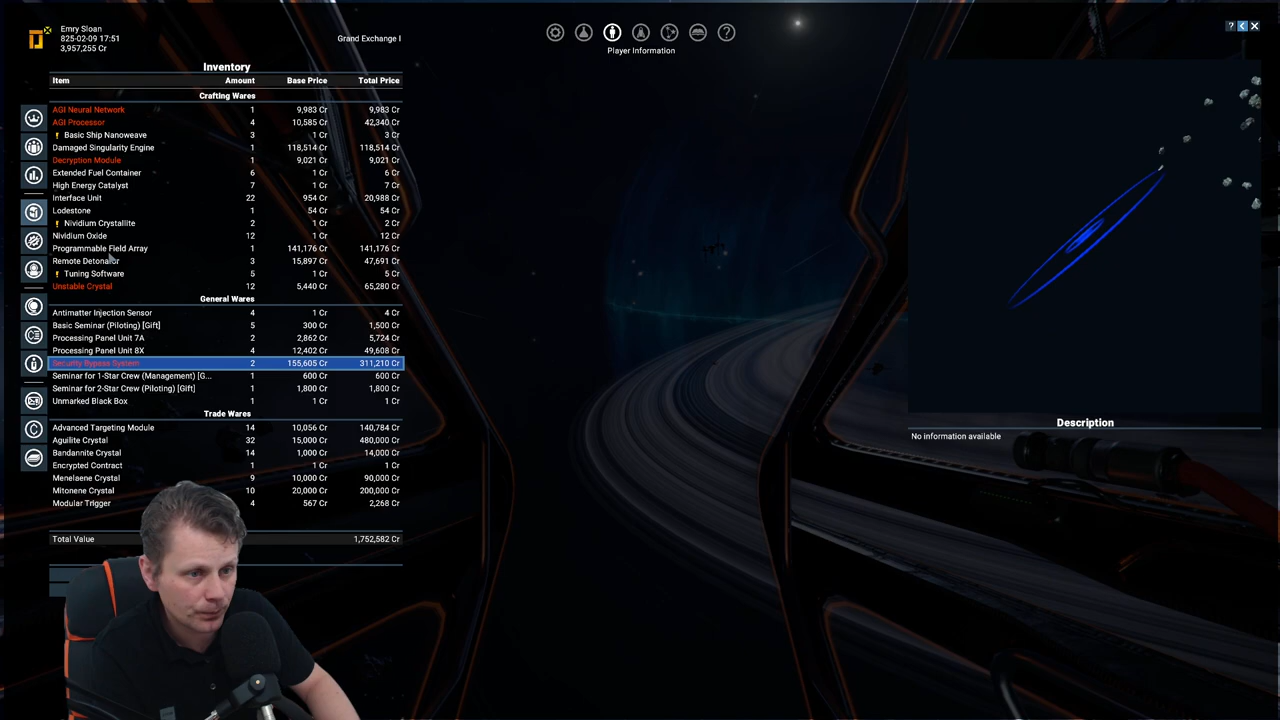 Emry Sloan
825-02-09 17:51
3,957,255 Cr
Grand Exchange I
Player Information
?
Inventory
Item Amount Base Price Total Price
Crafting Wares
AGI Neural Network 1 9,983 Cr 9,983 Cr
AGI Processor 4 10,585 Cr 42,340 Cr
! Basic Ship Nanoweave 3 1 Cr 3 Cr
Damaged Singularity Engine 1 118,514 Cr 118,514 Cr
Decryption Module 1 9,021 Cr 9,021 Cr
Extended Fuel Container 6 1 Cr 6 Cr
High Energy Catalyst 7 1 Cr 7 Cr
Interface Unit 22 954 Cr 20,988 Cr
Lodestone 1 54 Cr 54 Cr
! Nividium Crystallite 2 1 Cr 2 Cr
Nividium Oxide 12 1 Cr 12 Cr
Programmable Field Array 1 141,176 Cr 141,176 Cr
Remote Detonator 3 15,897 Cr 47,691 Cr
! Tuning Software 5 1 Cr 5 Cr
Unstable Crystal 12 5,440 Cr 65,280 Cr
General Wares
Antimatter Injection Sensor 4 1 Cr 4 Cr
Basic Seminar (Piloting) [Gift] 5 300 Cr 1,500 Cr
Processing Panel Unit 7A 2 2,862 Cr 5,724 Cr
Processing Panel Unit 8X 4 12,402 Cr 49,608 Cr
Security Bypass System 2 155,605 Cr 311,210 Cr
Seminar for 1-Star Crew (Management) [G... 1 600 Cr 600 Cr
Seminar for 2-Star Crew (Piloting) [Gift] 1 1,800 Cr 1,800 Cr
Unmarked Black Box 1 1 Cr 1 Cr
Trade Wares
Advanced Targeting Module 14 10,056 Cr 140,784 Cr
Aguilite Crystal 32 15,000 Cr 480,000 Cr
Bandannite Crystal 14 1,000 Cr 14,000 Cr
Encrypted Contract 1 1 Cr 1 Cr
Menelaene Crystal 9 10,000 Cr 90,000 Cr
Mitonene Crystal 10 20,000 Cr 200,000 Cr
Modular Trigger 4 567 Cr 2,268 Cr
Total Value 1,752,582 Cr
Description
No information available